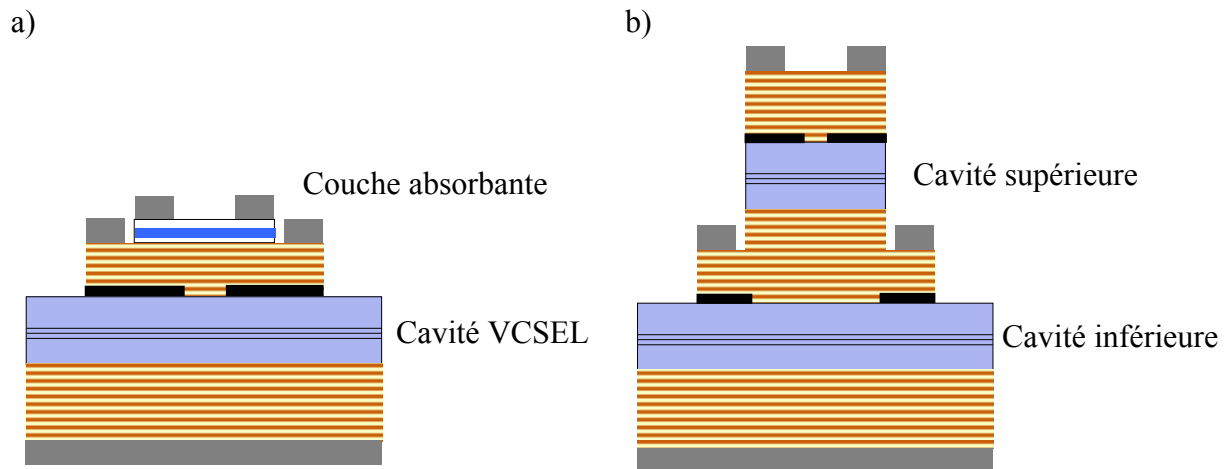 a)
b)
Couche absorbante
Cavité supérieure
Cavité VCSEL
Cavité inférieure